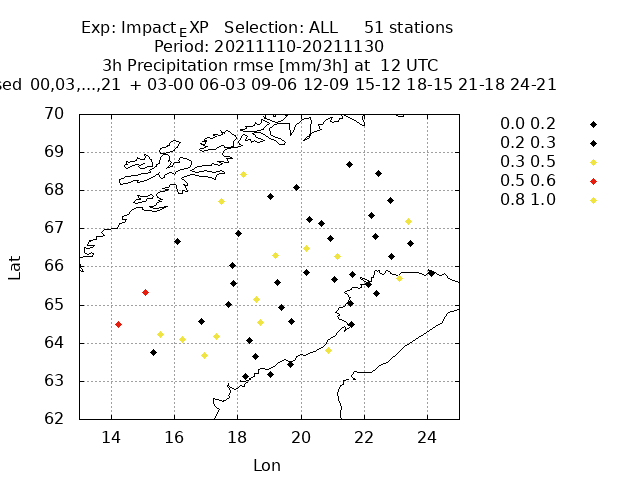 Exp: Impact_EXP   Selection: ALL     51 stations
Period: 20211110-20211130
3h Precipitation rmse [mm/3h] at  12 UTC
00,03,...,21 + 03-00 06-03 09-06 12-09 15-12 18-15 21-18 24-21
70
69
68
67
66
65
64
63
62
14 16 18 20 22 24
Lat
Lon
0.0 0.2
0.2 0.3
0.3 0.5
0.5 0.6
0.8 1.0